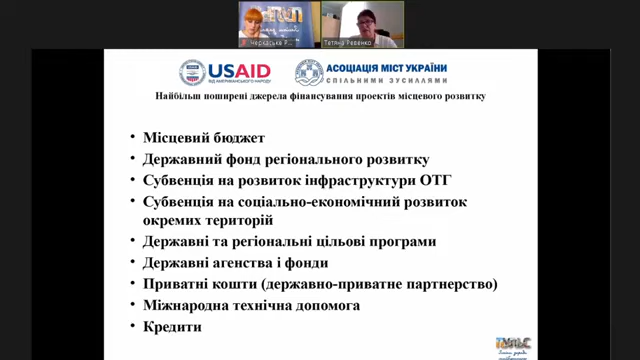 Черкаське Р...
Тетяна Ревенко
USAID
ВІД АМЕРИКАНСЬКОГО НАРОДУ
АСОЦІАЦІЯ МІСТ УКРАЇНИ
СПІЛЬНИМИ ЗУСИЛЛЯМИ
Найбільш поширені джерела фінансування проектів місцевого розвитку
• Місцевий бюджет
• Державний фонд регіонального розвитку
• Субвенція на розвиток інфраструктури ОТГ
• Субвенція на соціально-економічний розвиток
окремих територій
• Державні та регіональні цільові програми
• Державні агенства і фонди
• Приватні кошти (державно-приватне партнерство)
• Міжнародна технічна допомога
• Кредити
ПУЛЬС